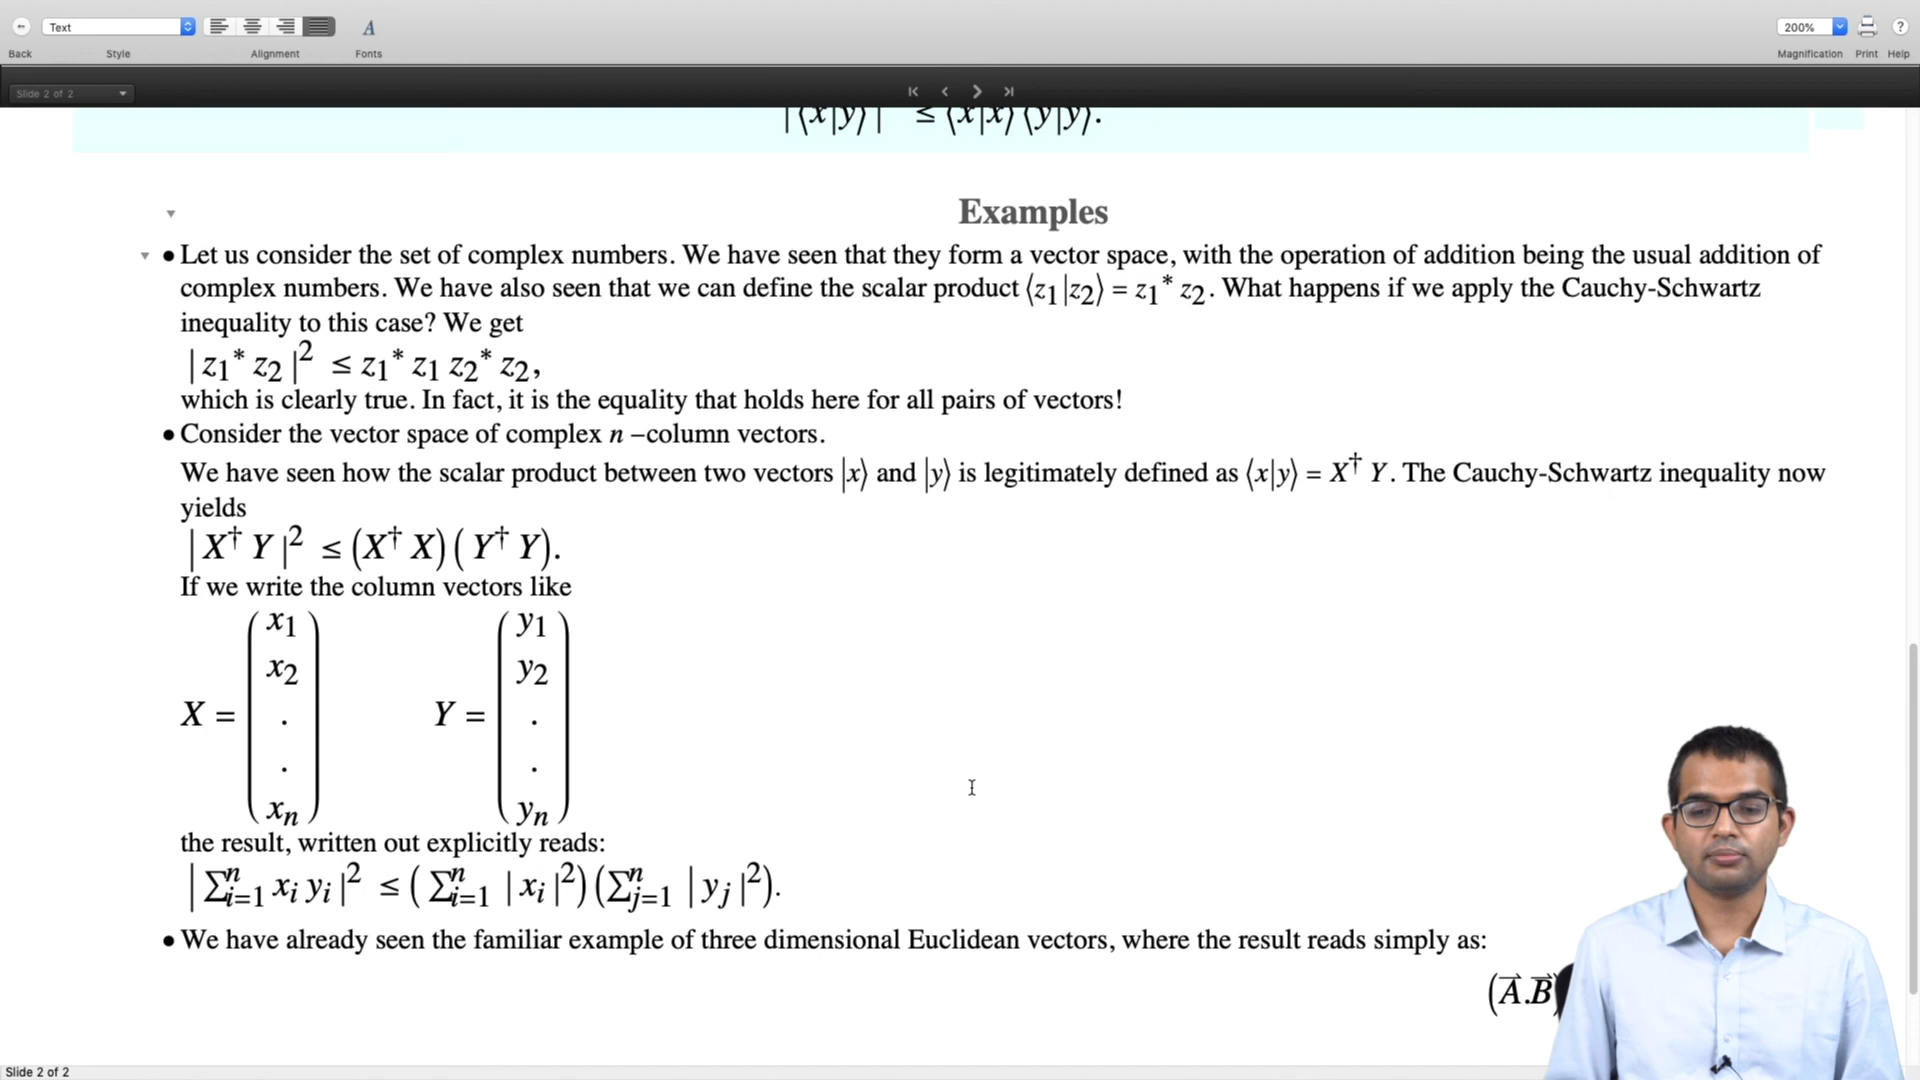 Text
200%
Back
Style
Alignment
Fonts
Magnification
Print
Help
Slide 2 of 2
|⟨x|y⟩| ≤ ⟨x|x⟩ ⟨y|y⟩.
Examples
• Let us consider the set of complex numbers. We have seen that they form a vector space, with the operation of addition being the usual addition of
complex numbers. We have also seen that we can define the scalar product ⟨z₁|z₂⟩ = z₁* z₂. What happens if we apply the Cauchy-Schwartz
inequality to this case? We get
|z₁* z₂|² ≤ z₁* z₁ z₂* z₂,
which is clearly true. In fact, it is the equality that holds here for all pairs of vectors!
• Consider the vector space of complex n –column vectors.
We have seen how the scalar product between two vectors |x⟩ and |y⟩ is legitimately defined as ⟨x|y⟩ = X† Y. The Cauchy-Schwartz inequality now
yields
|X† Y|² ≤ (X† X) (Y† Y).
If we write the column vectors like
x₁ y₁
x₂ y₂
X = . Y = .
. .
xₙ yₙ
the result, written out explicitly reads:
|∑ⁿᵢ₌₁ xᵢ yᵢ|² ≤ (∑ⁿᵢ₌₁ |xᵢ|²) (∑ⁿⱼ₌₁ |yⱼ|²).
• We have already seen the familiar example of three dimensional Euclidean vectors, where the result reads simply as:
(A⃗.B⃗)
Slide 2 of 2